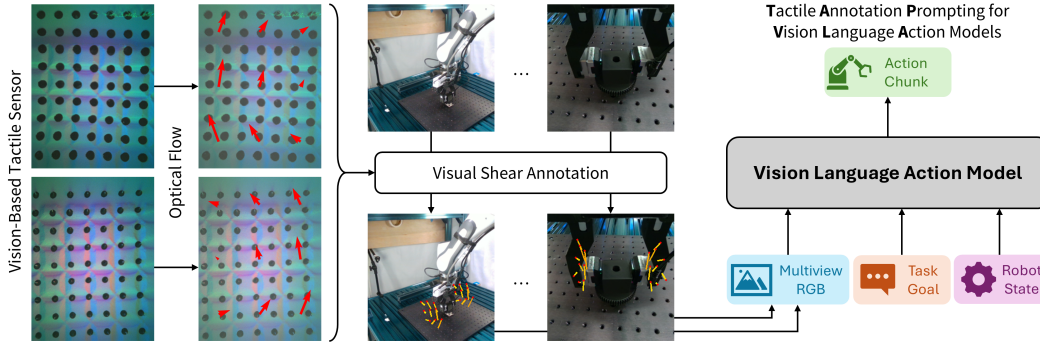 Vision-Based Tactile Sensor
Optical Flow
...
...
Visual Shear Annotation
Tactile Annotation Prompting for
Vision Language Action Models
Action
Chunk
Vision Language Action Model
Multiview
RGB
Task
Goal
Robot
State